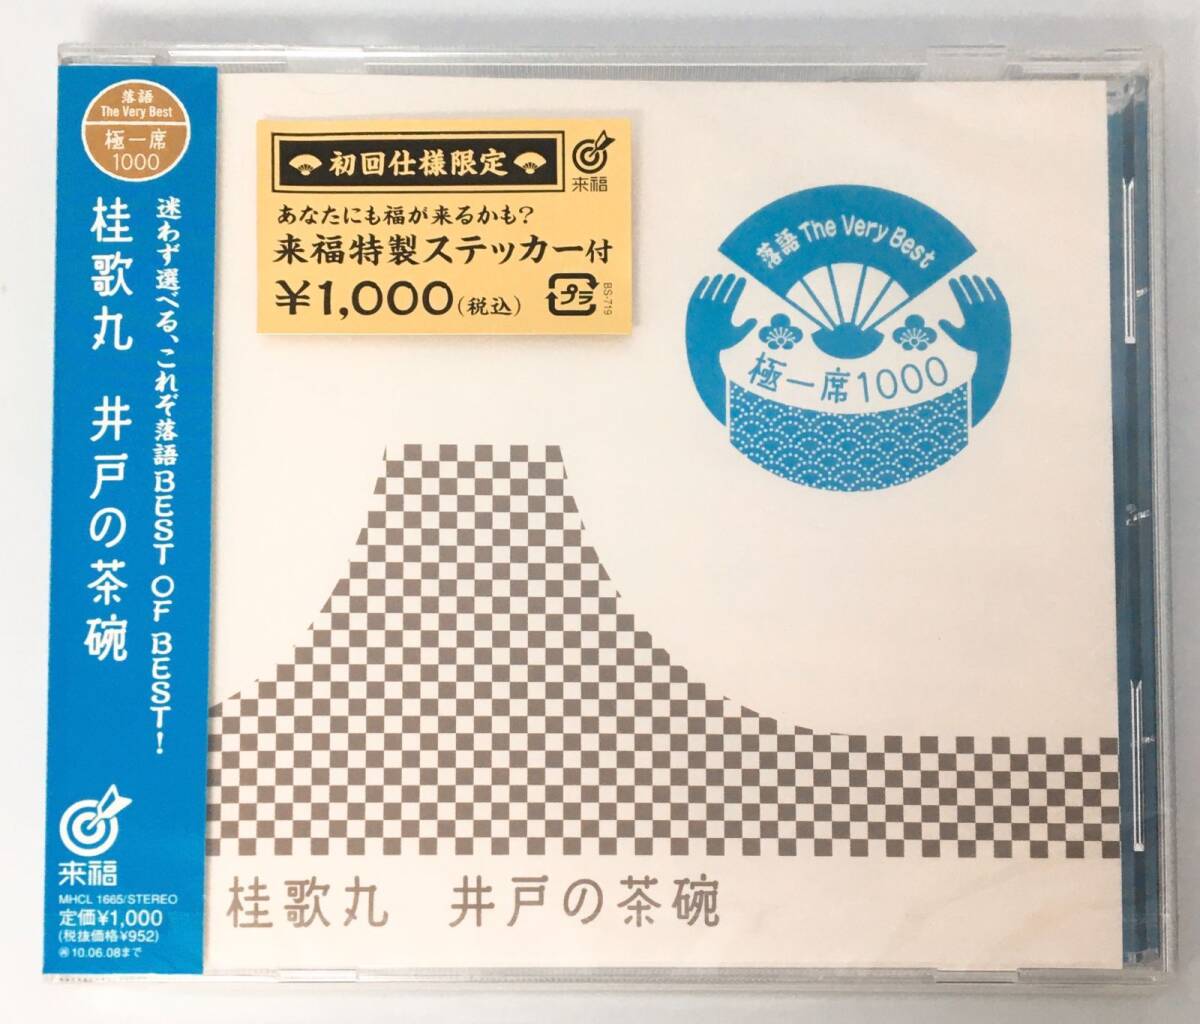 落語
The Very Best
極一席
1000
迷わず選べる、これぞ落語BEST OF BEST!
桂歌丸 井戸の茶碗
来福
MHCL 1665/STEREO
定価¥1,000
(税抜価格¥952)
10.06.08まで
初回仕様限定
来福
あなたにも福が来るかも?
来福特製ステッカー付
¥1,000(税込)
プラ
BS-719
落語 The Very Best
極一席1000
桂歌丸 井戸の茶碗